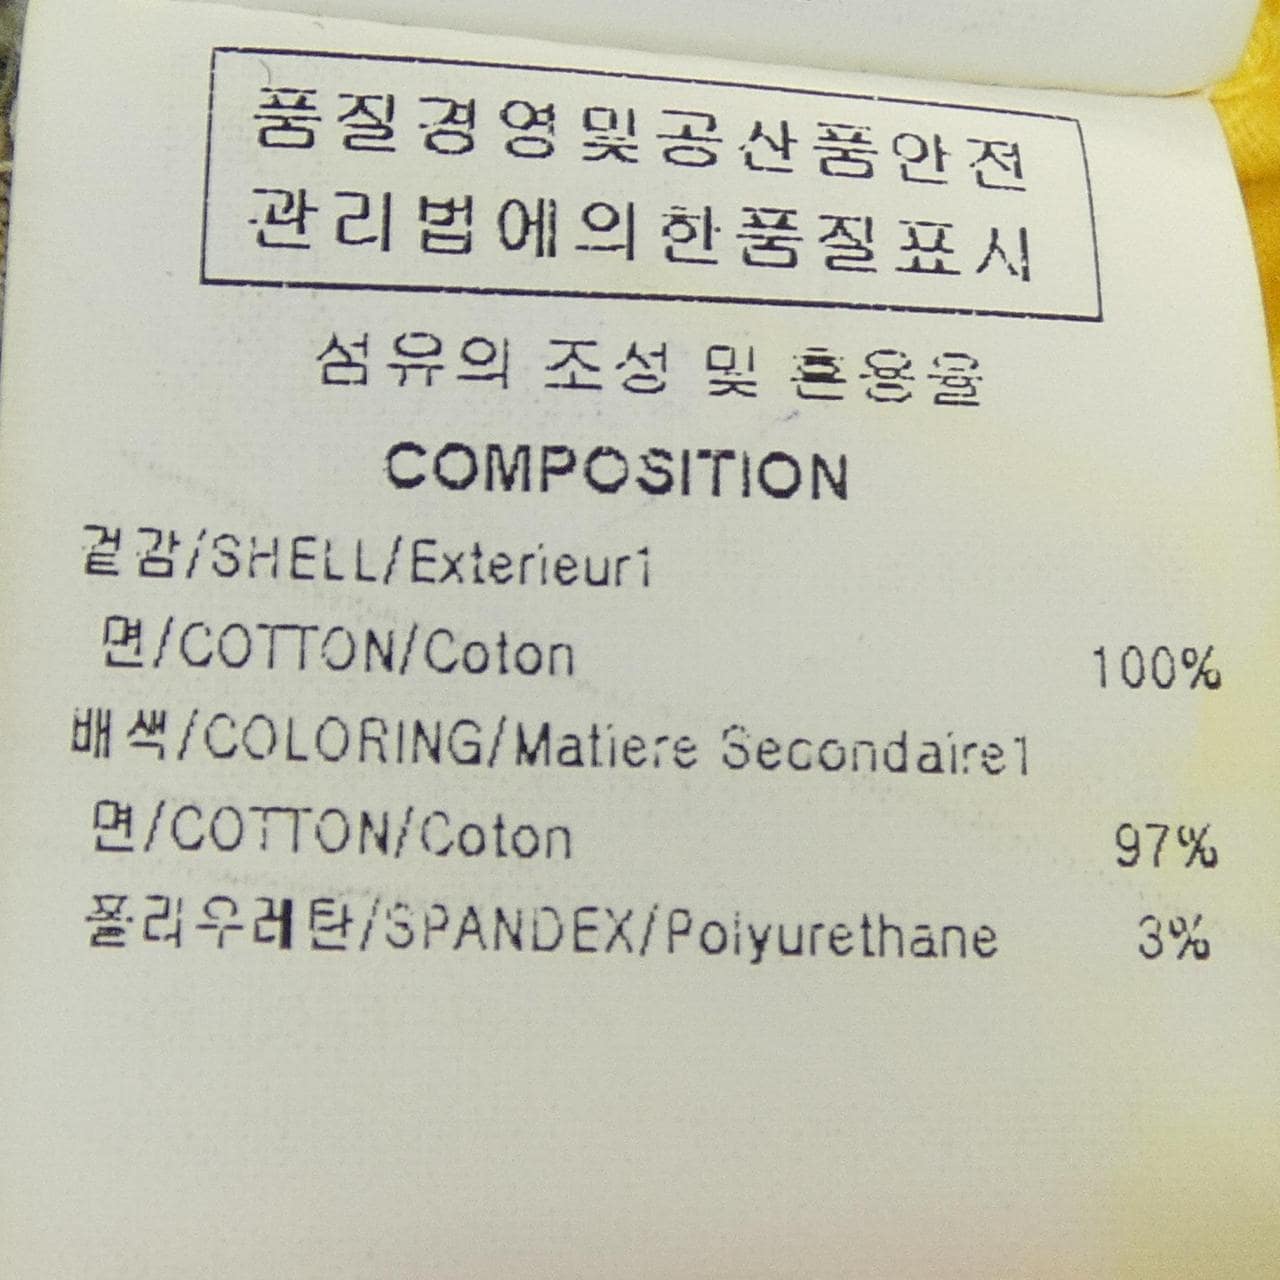 품질경영및공산품안전
관리법에의한품질표시
섬유의 조성 및 혼용율
COMPOSITION
겉감/SHELL/Exterieur1
면/COTTON/Coton 100%
배색/COLORING/Matiere Secondaire1
면/COTTON/Coton 97%
폴리우레탄/SPANDEX/Polyurethane 3%